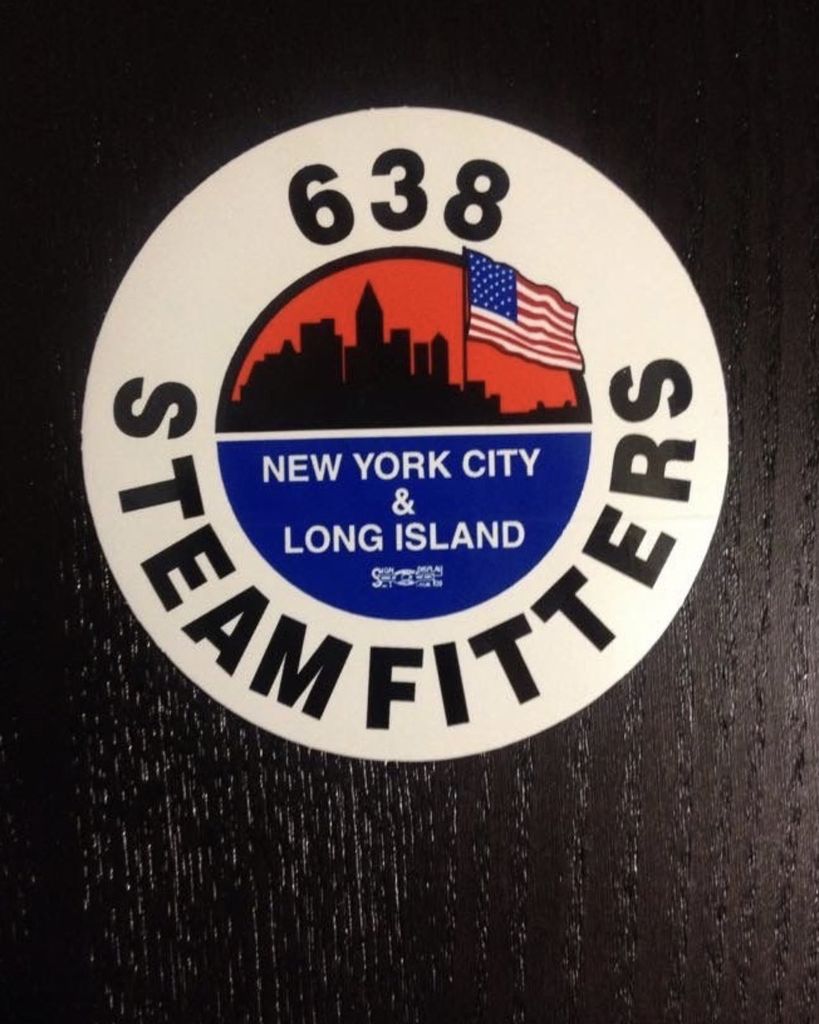 638
STEAMFITTERS
NEW YORK CITY
&
LONG ISLAND